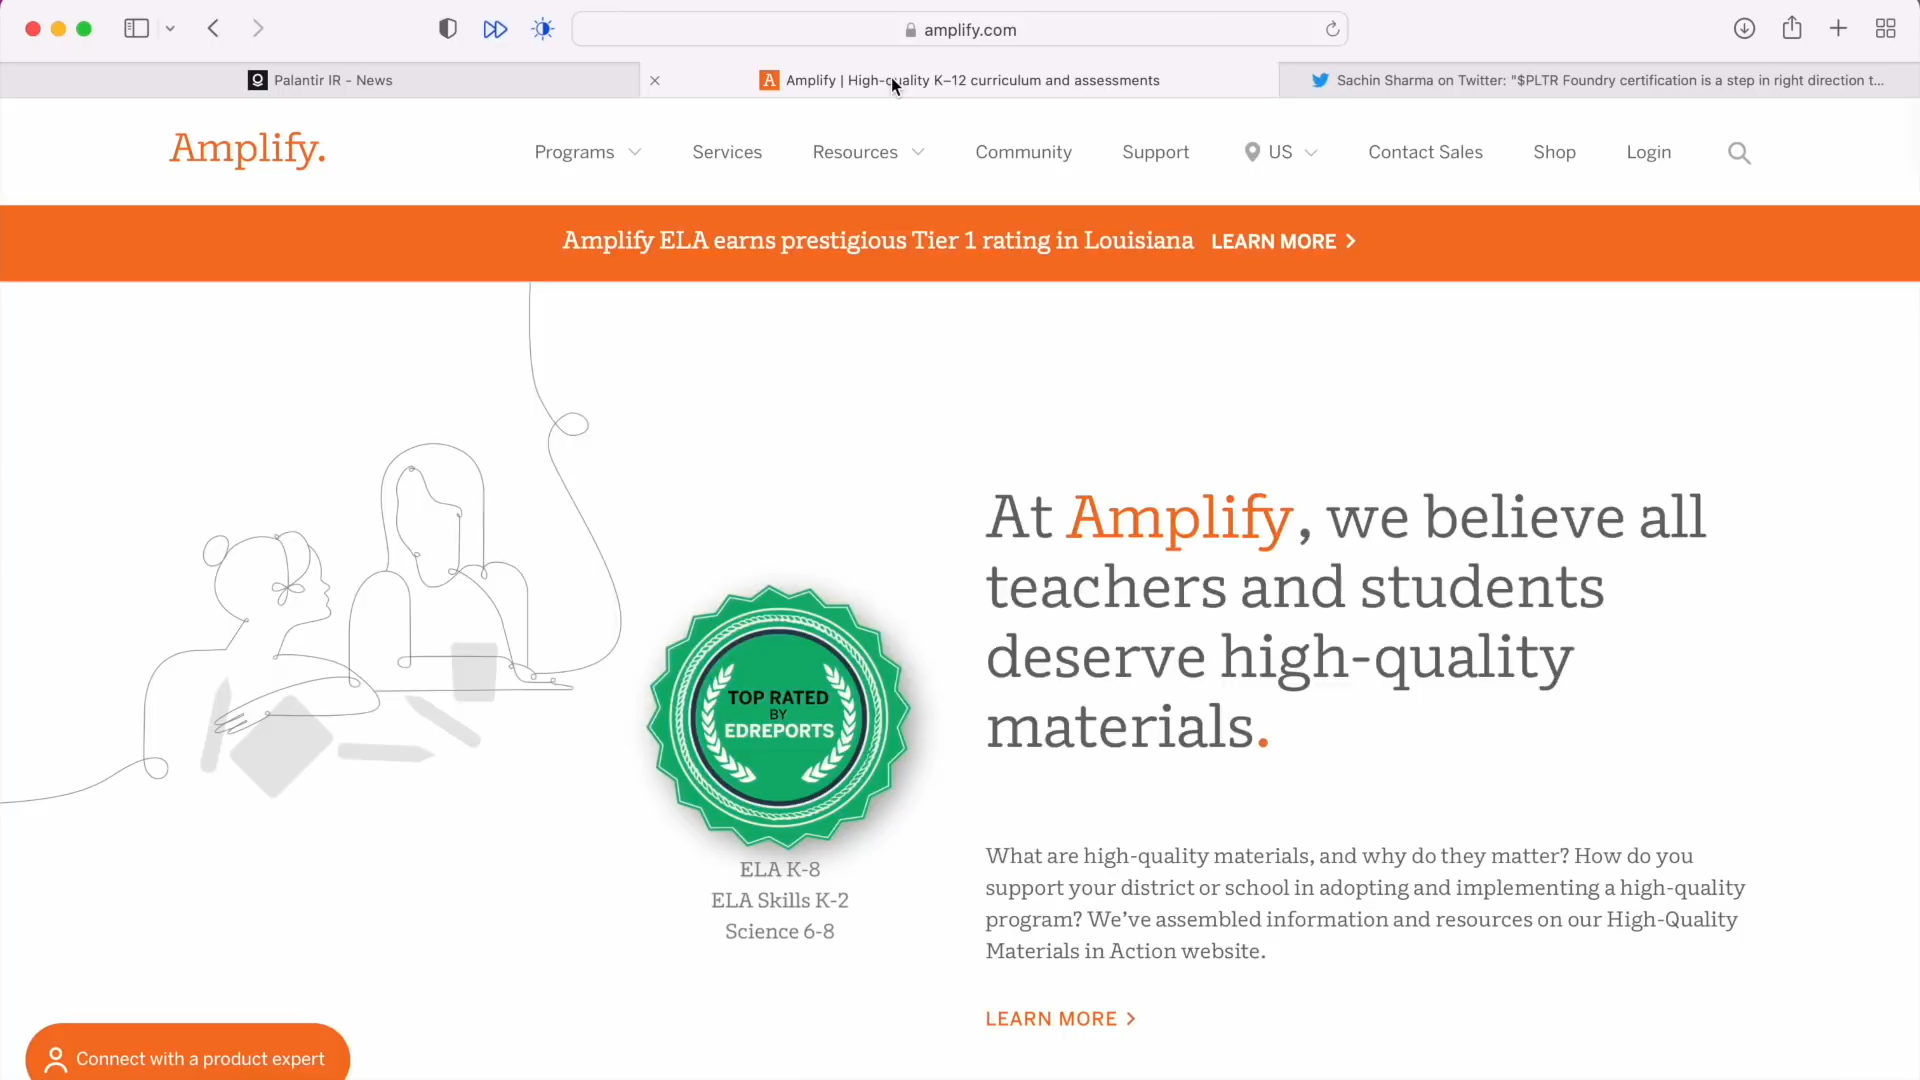 amplify.com
Palantir IR - News
A Amplify | High-quality K–12 curriculum and assessments
Sachin Sharma on Twitter: "$PLTR Foundry certification is a step in right direction t...
Amplify.
Programs
Services
Resources
Community
Support
US
Contact Sales
Shop
Login
Amplify ELA earns prestigious Tier 1 rating in Louisiana LEARN MORE >
At Amplify, we believe all
teachers and students
deserve high-quality
materials.
TOP RATED
BY
EDREPORTS
ELA K-8
ELA Skills K-2
Science 6-8
What are high-quality materials, and why do they matter? How do you
support your district or school in adopting and implementing a high-quality
program? We've assembled information and resources on our High-Quality
Materials in Action website.
LEARN MORE >
Connect with a product expert